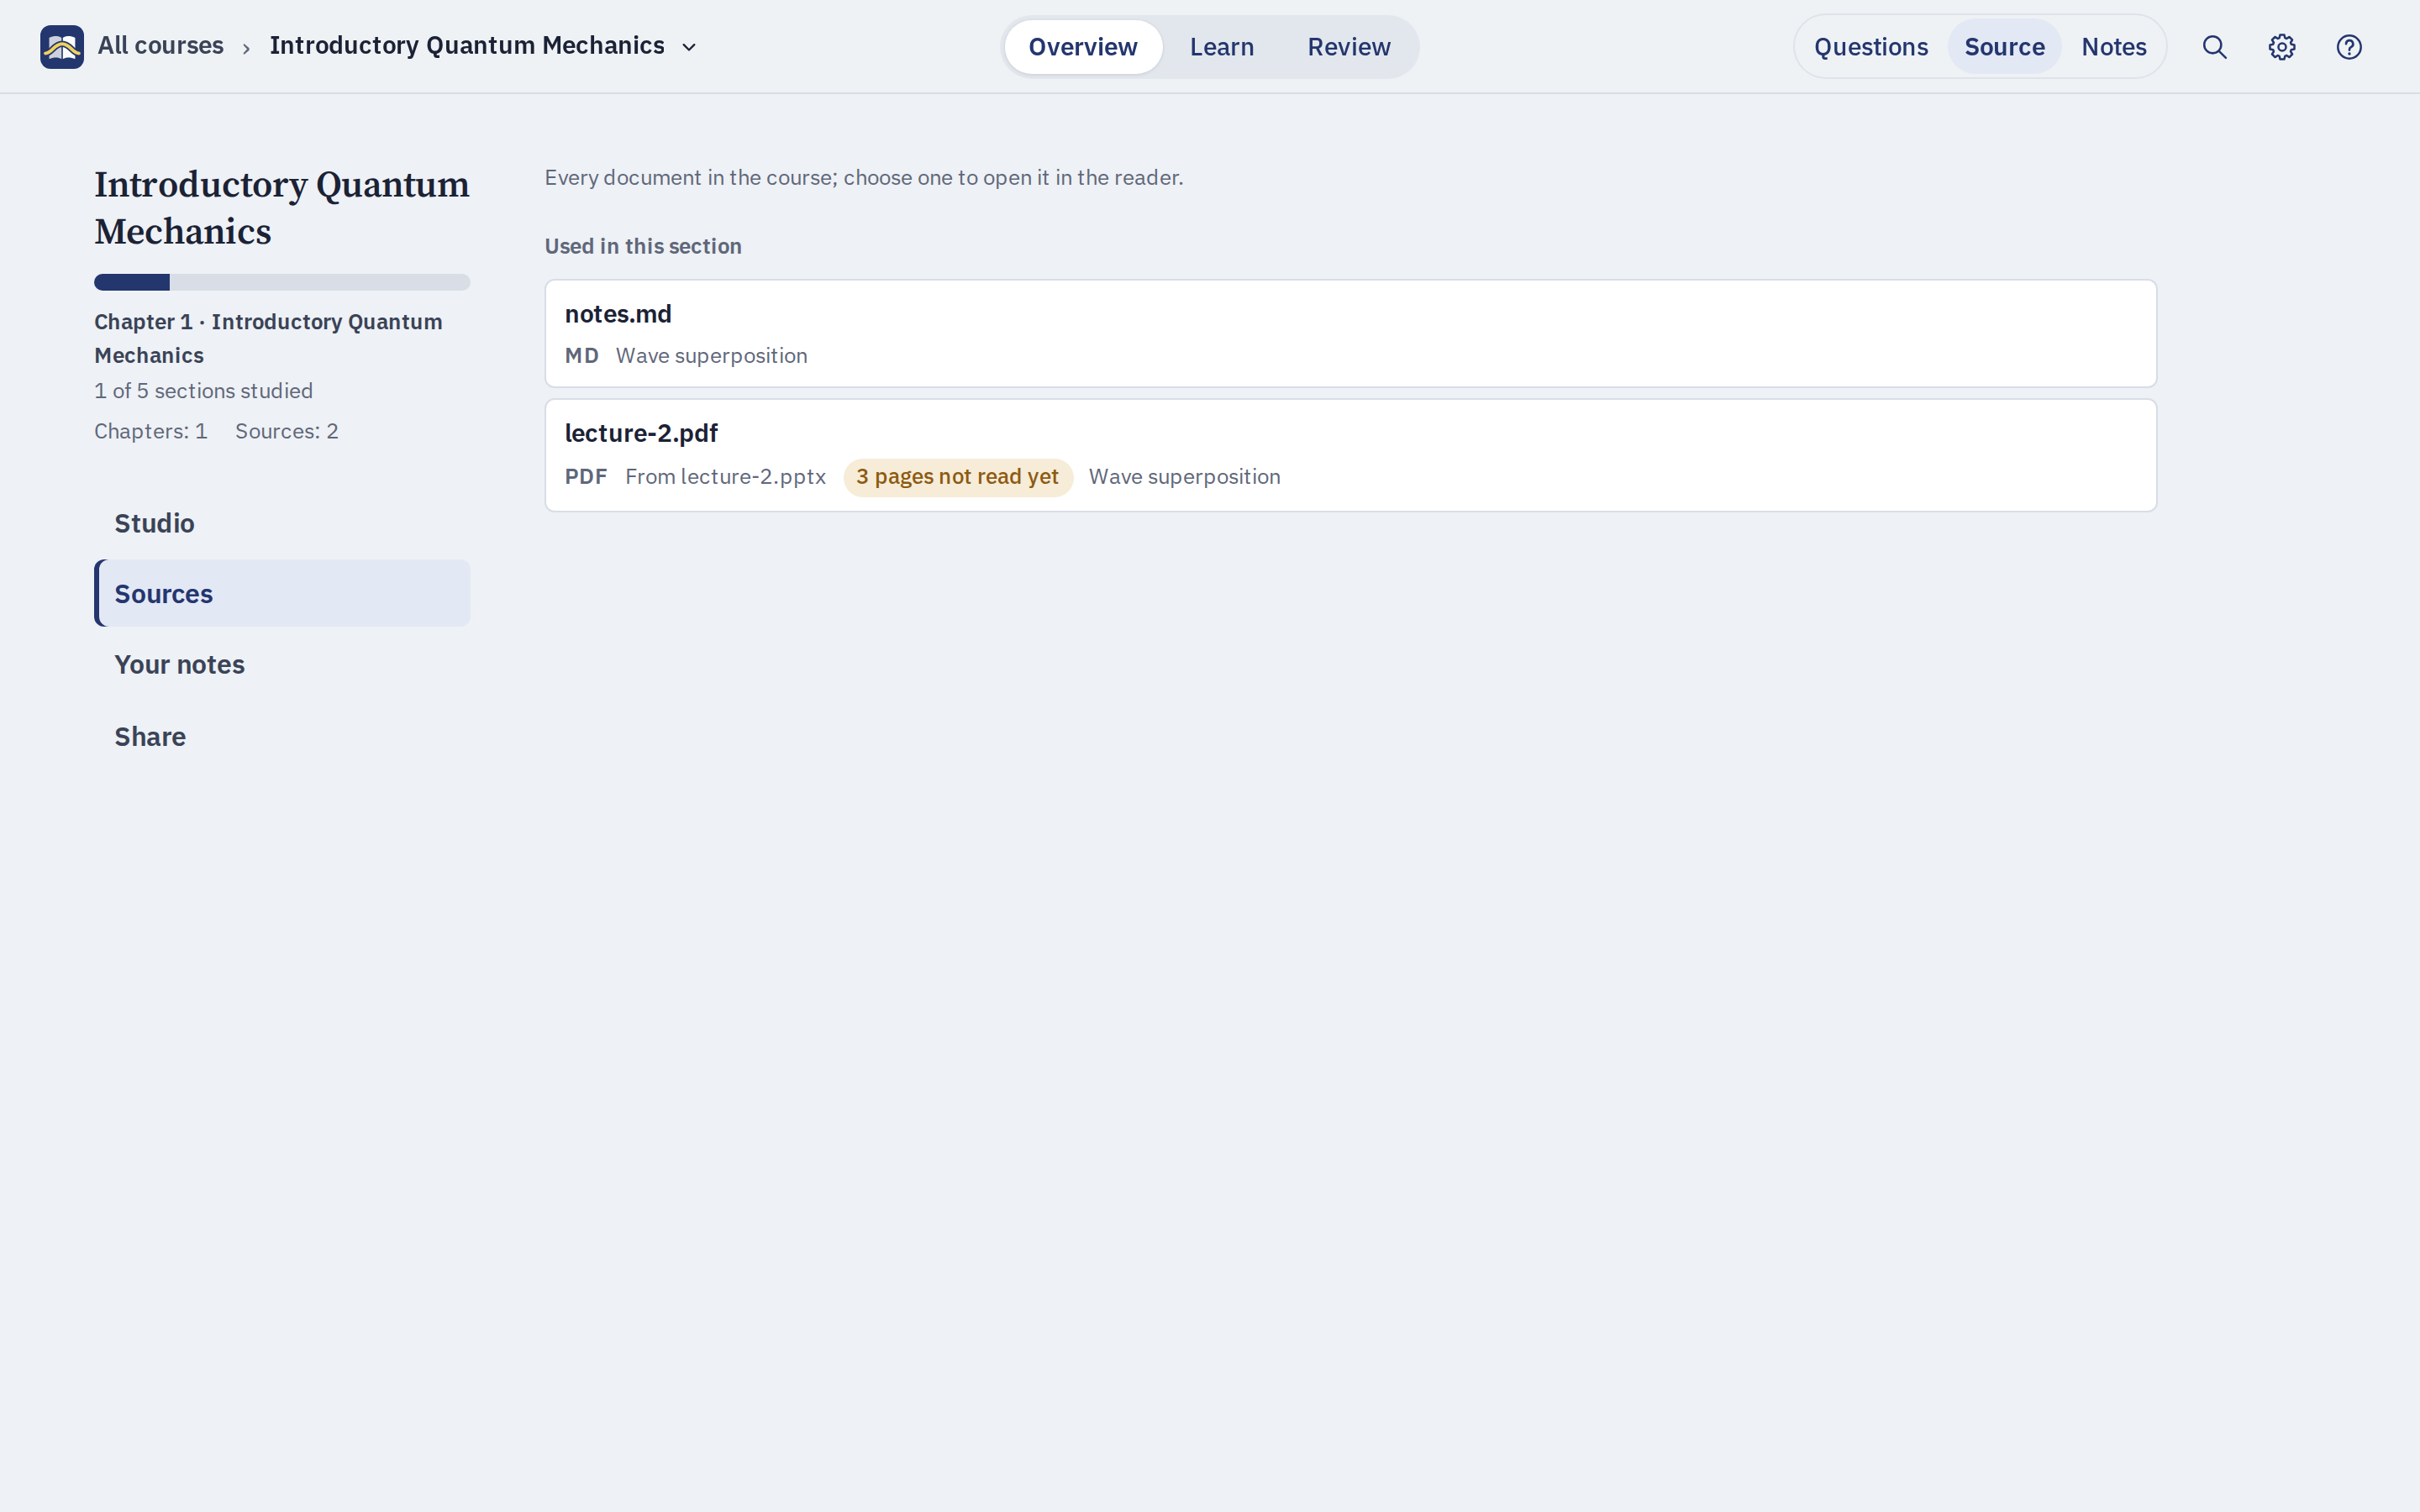 All courses › Introductory Quantum Mechanics
Overview Learn Review
Questions Source Notes
Introductory Quantum
Mechanics
Chapter 1 · Introductory Quantum
Mechanics
1 of 5 sections studied
Chapters: 1 Sources: 2
Studio
Sources
Your notes
Share
Every document in the course; choose one to open it in the reader.
Used in this section
notes.md
MD Wave superposition
lecture-2.pdf
PDF From lecture-2.pptx 3 pages not read yet Wave superposition